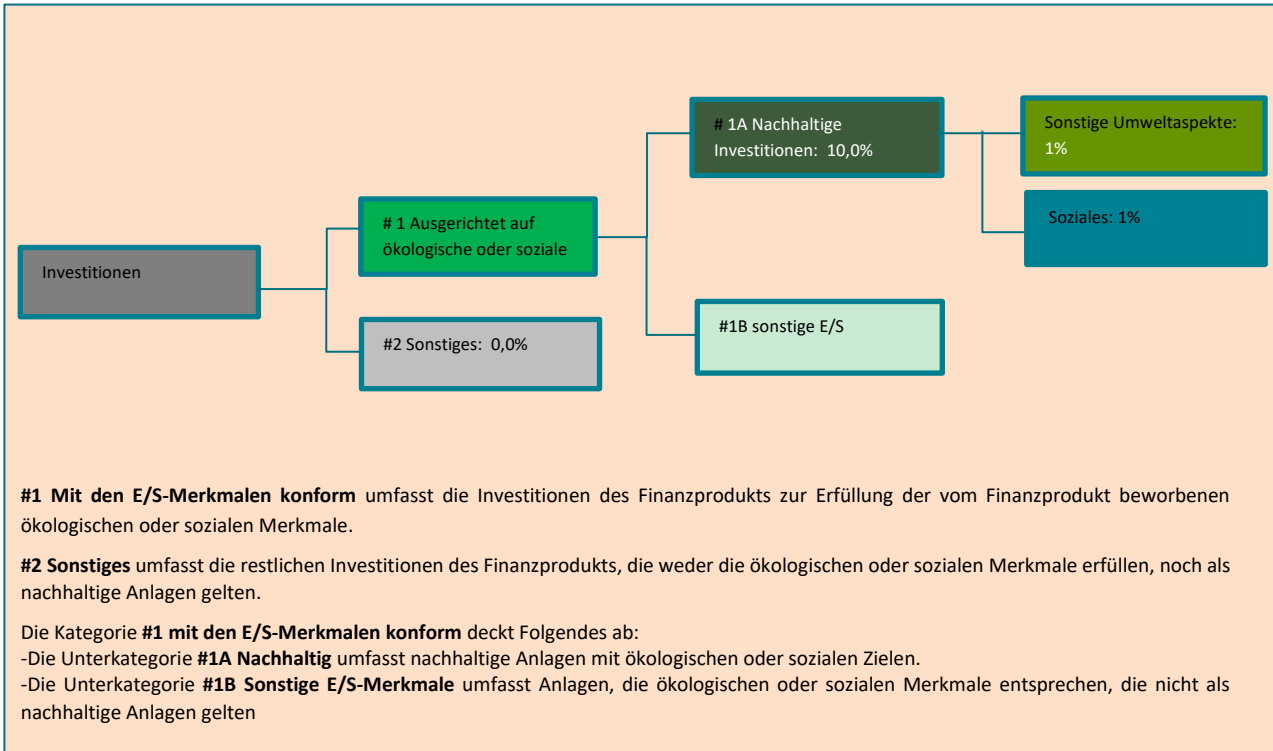 Investitionen
# 1 Ausgerichtet auf
ökologische oder soziale
#2 Sonstiges: 0,0%
# 1A Nachhaltige
Investitionen: 10,0%
#1B sonstige E/S
Sonstige Umweltaspekte:
1%
Soziales: 1%
#1 Mit den E/S-Merkmalen konform umfasst die Investitionen des Finanzprodukts zur Erfüllung der vom Finanzprodukt beworbenen
ökologischen oder sozialen Merkmale.
#2 Sonstiges umfasst die restlichen Investitionen des Finanzprodukts, die weder die ökologischen oder sozialen Merkmale erfüllen, noch als
nachhaltige Anlagen gelten.
Die Kategorie #1 mit den E/S-Merkmalen konform deckt Folgendes ab:
-Die Unterkategorie #1A Nachhaltig umfasst nachhaltige Anlagen mit ökologischen oder sozialen Zielen.
-Die Unterkategorie #1B Sonstige E/S-Merkmale umfasst Anlagen, die ökologischen oder sozialen Merkmale entsprechen, die nicht als
nachhaltige Anlagen gelten